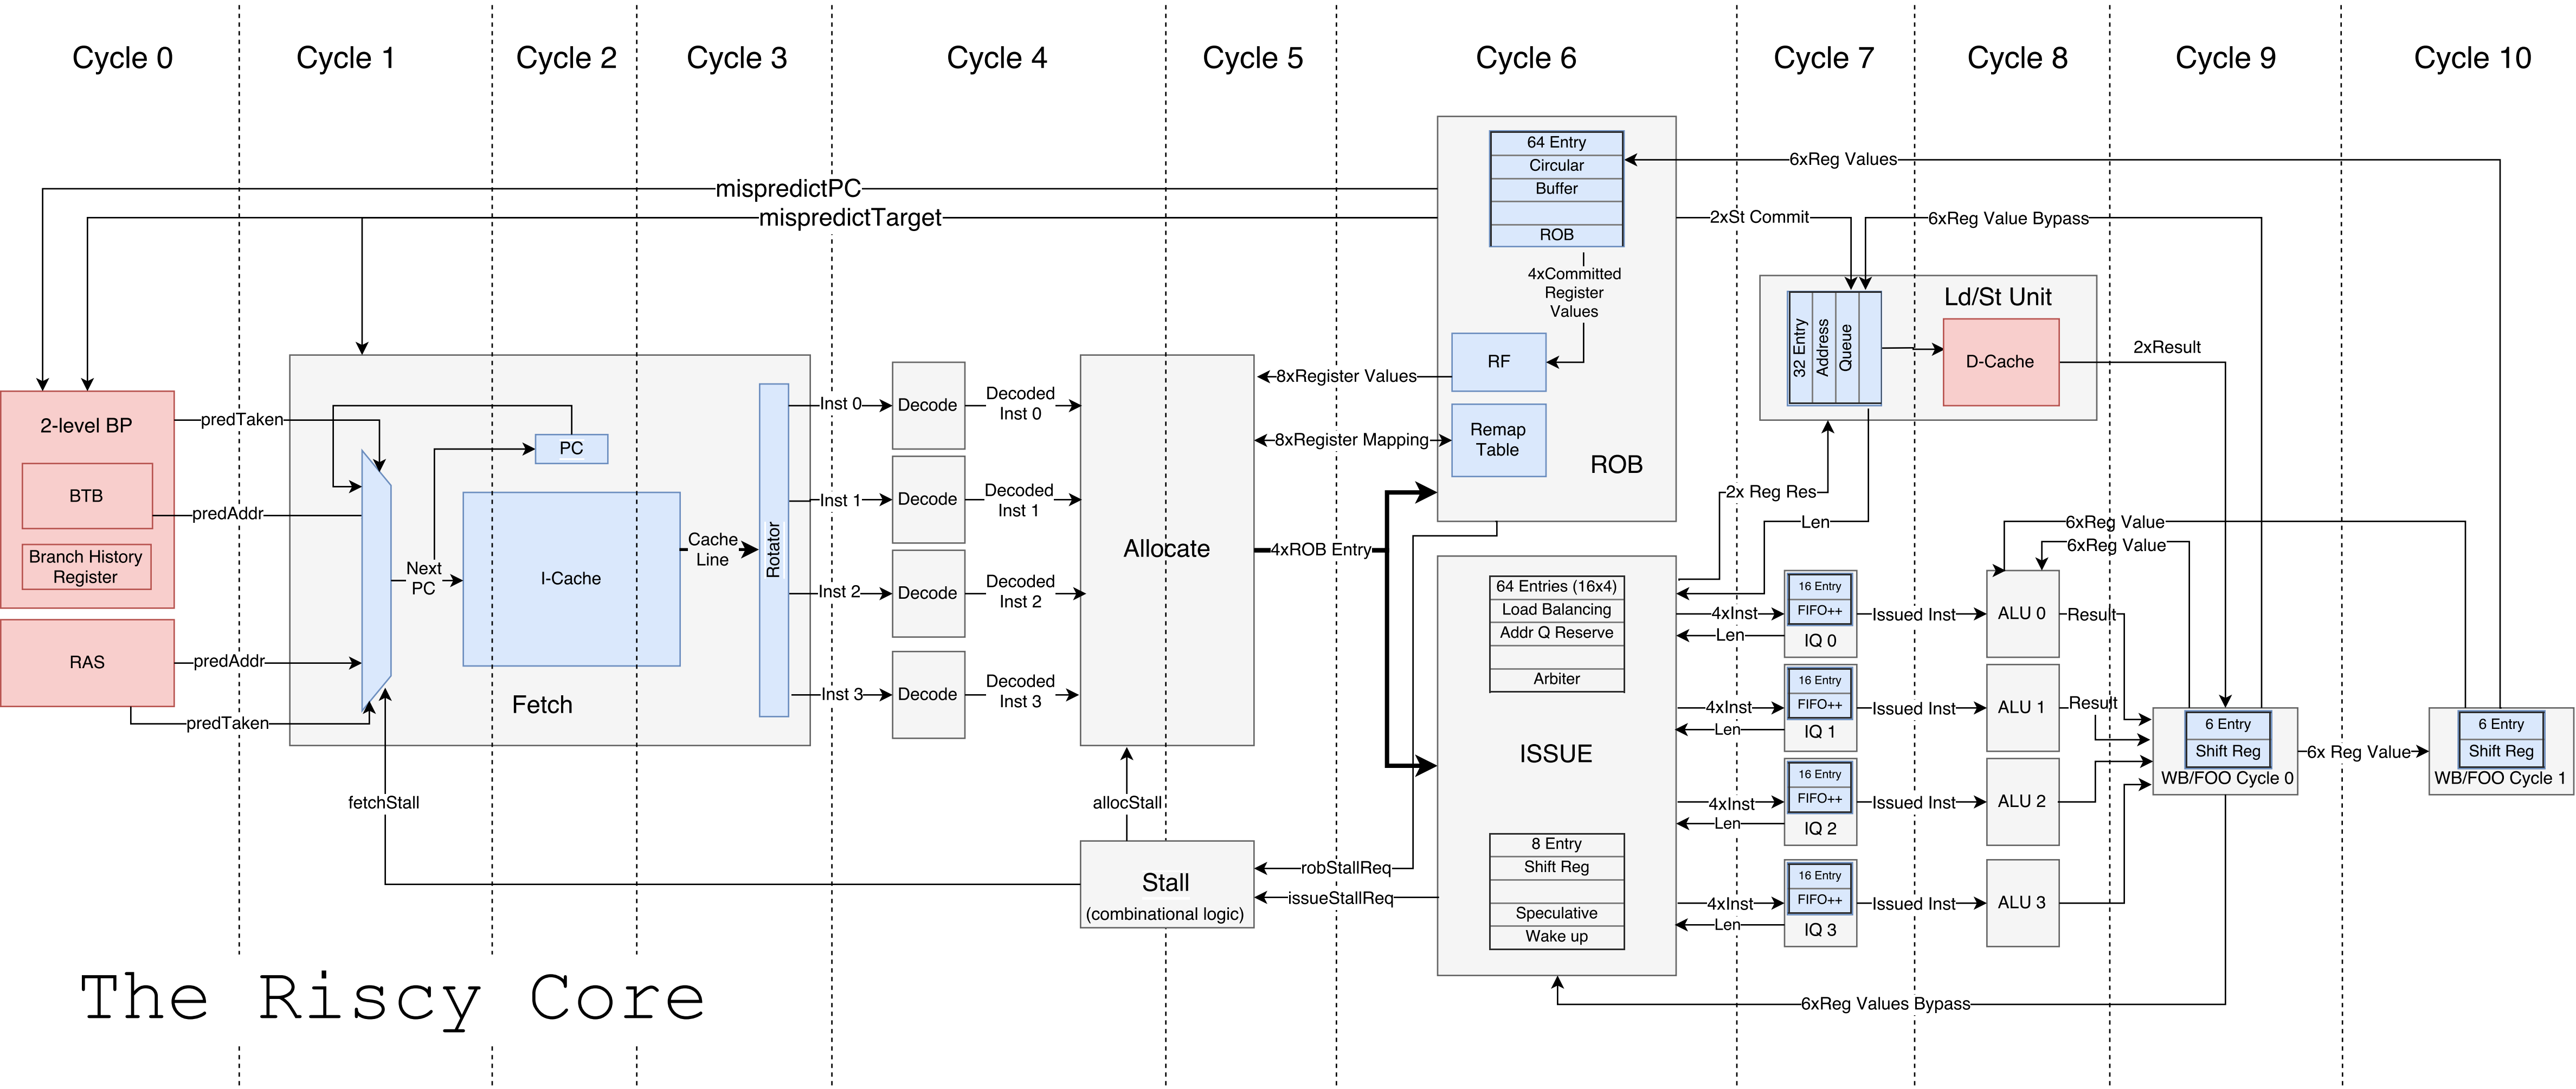 Cycle 0
Cycle 1
Cycle 2
Cycle 3
Cycle 4
Cycle 5
Cycle 6
Cycle 7
Cycle 8
Cycle 9
Cycle 10
mispredictPC
mispredictTarget
2-level BP
BTB
Branch History
Register
RAS
predTaken
predAddr
predAddr
predTaken
PC
Next
PC
I-Cache
Fetch
Cache
Line
Rotator
fetchStall
Inst 0
Inst 1
Inst 2
Inst 3
Decode
Decode
Decode
Decode
Decoded
Inst 0
Decoded
Inst 1
Decoded
Inst 2
Decoded
Inst 3
Allocate
allocStall
Stall
(combinational logic)
8xRegister Values
8xRegister Mapping
4xROB Entry
robStallReq
issueStallReq
64 Entry
Circular
Buffer
ROB
4xCommitted
Register
Values
RF
Remap
Table
ROB
64 Entries (16x4)
Load Balancing
Addr Q Reserve
Arbiter
ISSUE
8 Entry
Shift Reg
Speculative
Wake up
6xReg Values
2xSt Commit
6xReg Value Bypass
32 Entry
Address
Queue
Ld/St Unit
D-Cache
2xResult
2x Reg Res
Len
6xReg Value
6xReg Value
4xInst
Len
16 Entry
FIFO++
IQ 0
Issued Inst
ALU 0
Result
4xInst
Len
16 Entry
FIFO++
IQ 1
Issued Inst
ALU 1
Result
4xInst
Len
16 Entry
FIFO++
IQ 2
Issued Inst
ALU 2
4xInst
Len
16 Entry
FIFO++
IQ 3
Issued Inst
ALU 3
6 Entry
Shift Reg
WB/FOO Cycle 0
6x Reg Value
6 Entry
Shift Reg
WB/FOO Cycle 1
6xReg Values Bypass
The Riscy Core